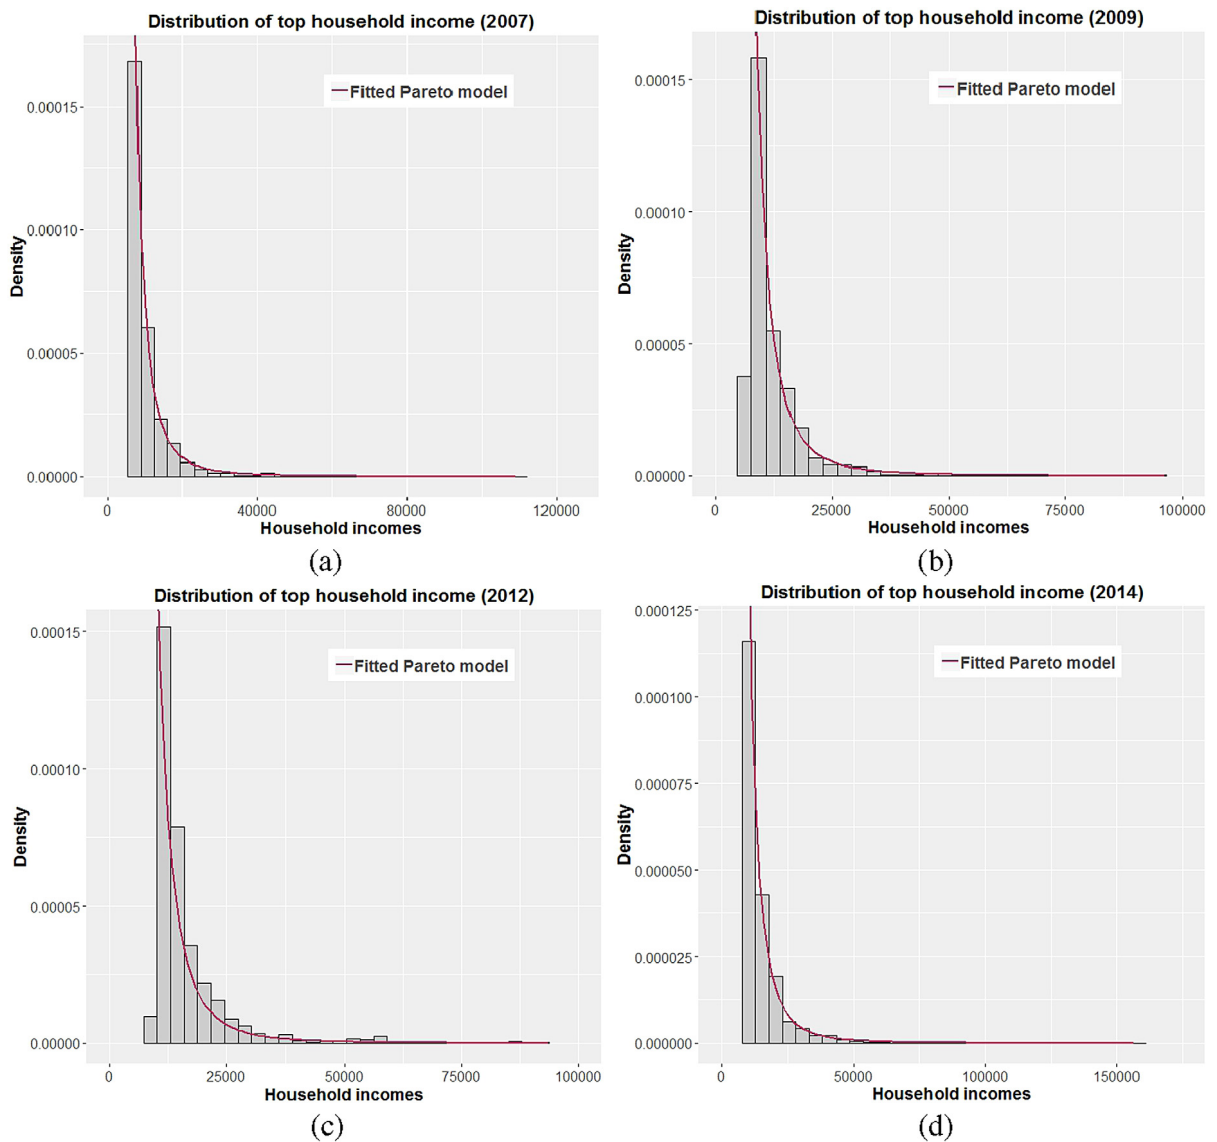 Distribution of top household income (2007)
Fitted Pareto model
0.00015
0.00010
0.00005
0.00000
Density
0
40000
80000
120000
Household incomes
(a)
Distribution of top household income (2009)
Fitted Pareto model
0.00015
0.00010
0.00005
0.00000
Density
0
25000
50000
75000
100000
Household incomes
(b)
Distribution of top household income (2012)
Fitted Pareto model
0.00015
0.00010
0.00005
0.00000
Density
0
25000
50000
75000
100000
Household incomes
(c)
Distribution of top household income (2014)
Fitted Pareto model
0.000125
0.000100
0.000075
0.000050
0.000025
0.000000
Density
0
50000
100000
150000
Household incomes
(d)